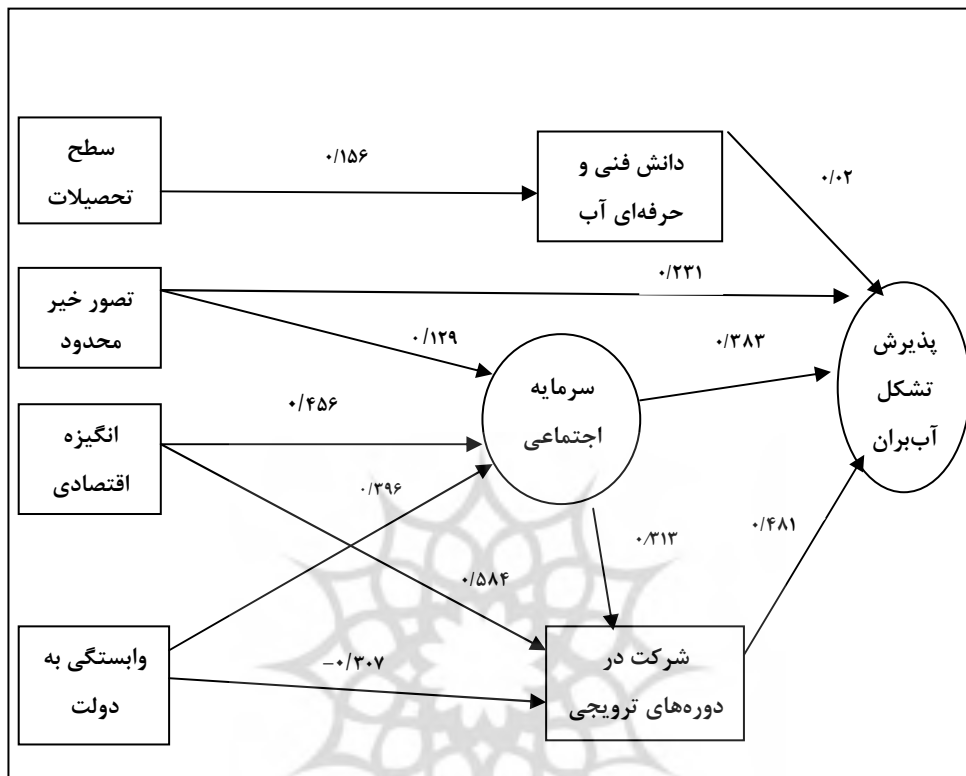 سطح
تحصیلات
۰/۱۵۶
دانش فنی و
حرفه‌ای آب
۰/۰۲
تصور خیر
محدود
۰/۲۳۱
۰/۱۲۹
سرمایه
اجتماعی
۰/۳۸۳
پذیرش
تشکل
آب‌بران
انگیزه
اقتصادی
۰/۴۵۶
۰/۳۹۶
۰/۵۸۴
۰/۳۱۳
۰/۴۸۱
وابستگی به
دولت
−۰/۳۰۷
شرکت در
دوره‌های ترویجی